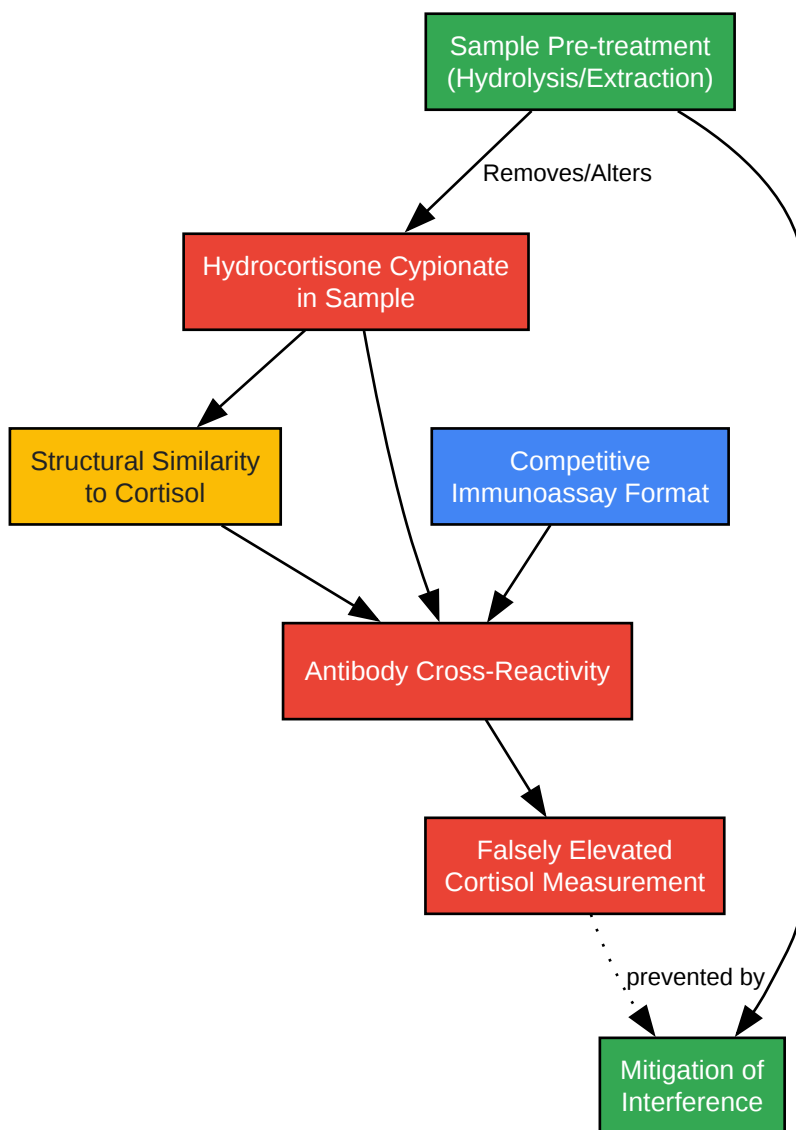 Sample Pre-treatment
(Hydrolysis/Extraction)
Removes/Alters
Hydrocortisone Cypionate
in Sample
Structural Similarity
to Cortisol
Competitive
Immunoassay Format
Antibody Cross-Reactivity
Falsely Elevated
Cortisol Measurement
prevented by
Mitigation of
Interference